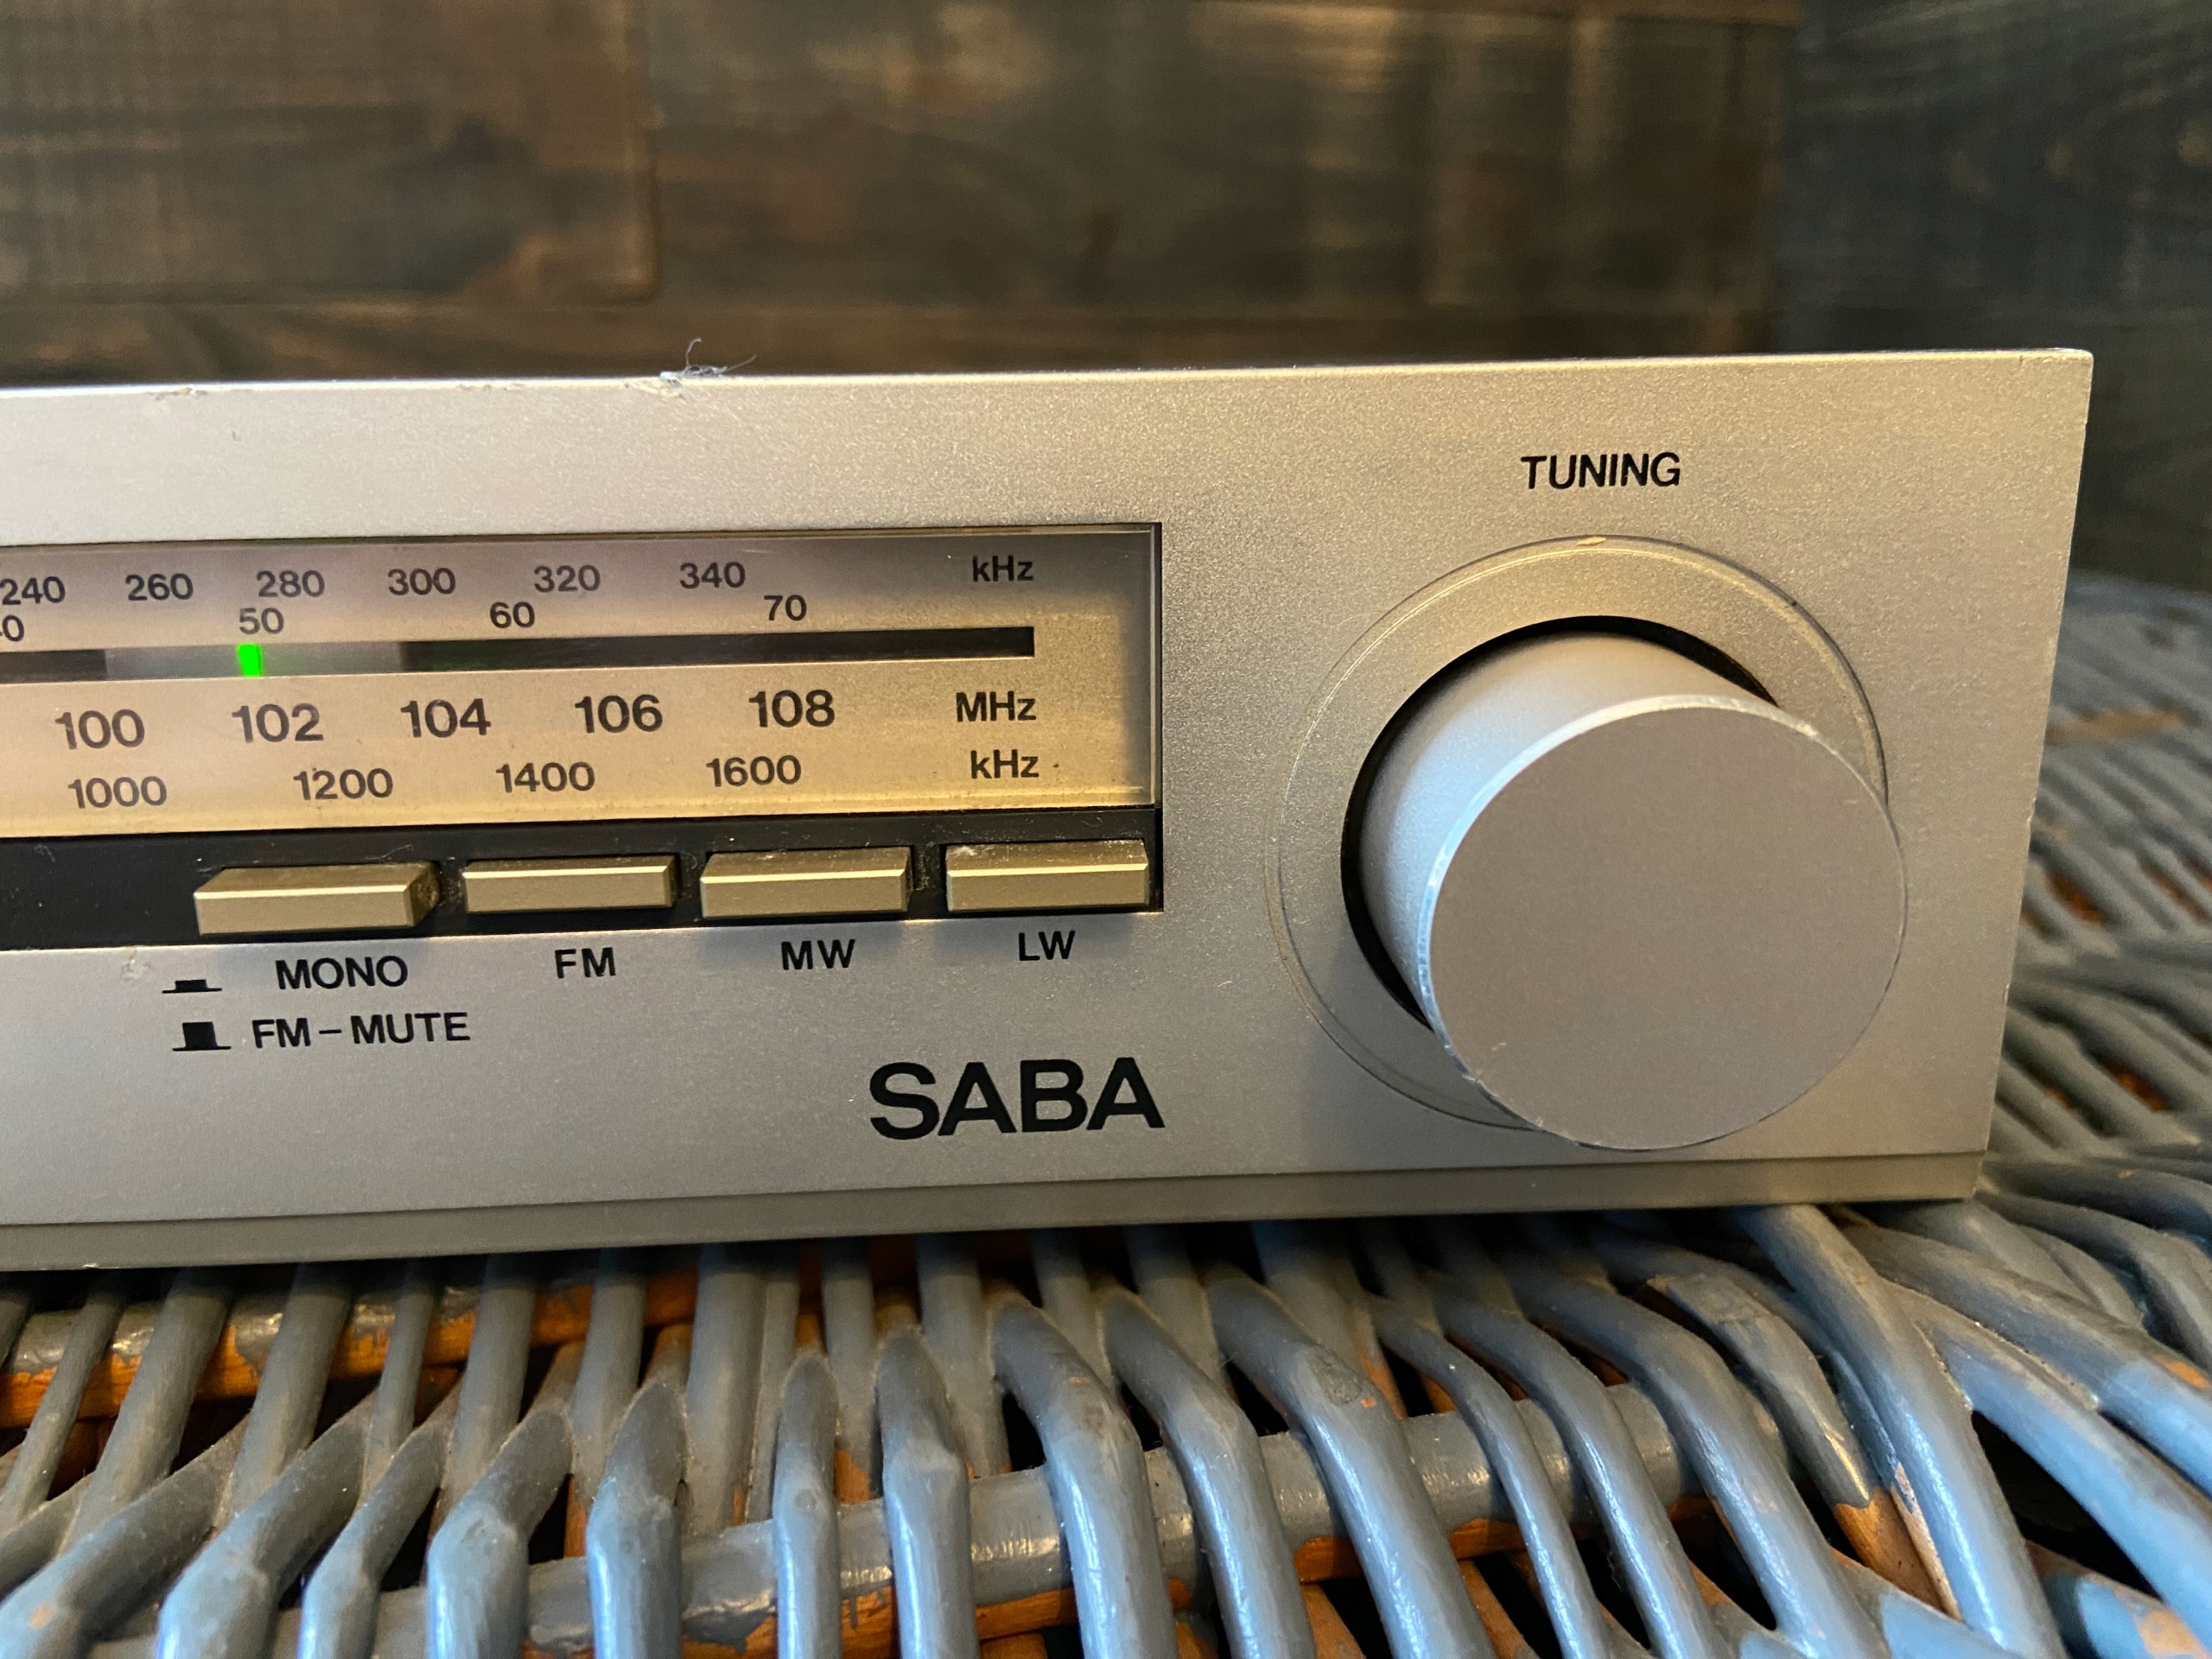 TUNING
240 260 280 300 320 340 kHz
50 60 70
100 102 104 106 108 MHz
1000 1200 1400 1600 kHz
MONO FM MW LW
FM–MUTE
SABA